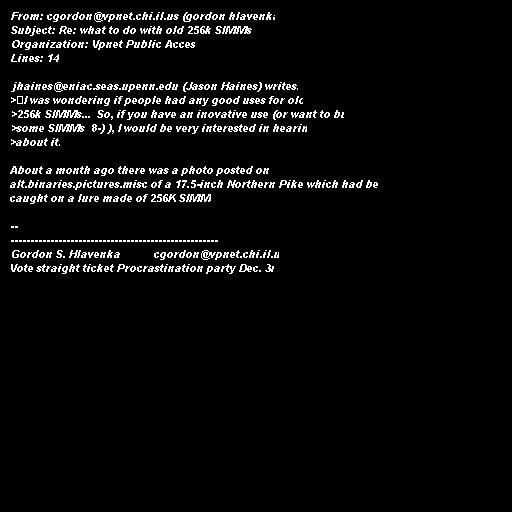 From: cgordon@vpnet.chi.il.us (gordon hlavenka
Subject: Re: what to do with old 256k SIMMs
Organization: Vpnet Public Acces
Lines: 14
jhaines@eniac.seas.upenn.edu (Jason Haines) writes
>I was wondering if people had any good uses for old
>256k SIMMs... So, if you have an inovative use (or want to bu
>some SIMMs 8-) ), I would be very interested in hearin
>about it.
About a month ago there was a photo posted on
alt.binaries.pictures.misc of a 17.5-inch Northern Pike which had be
caught on a lure made of 256K SIMM
--
----------------------------------------------------
Gordon S. Hlavenka cgordon@vpnet.chi.il.u
Vote straight ticket Procrastination party Dec. 3